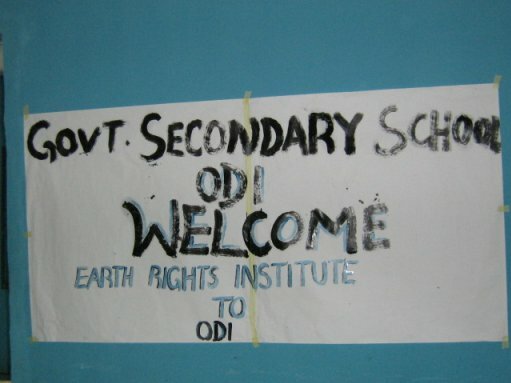 GOVT. SECONDARY SCHOOL
ODI
WELCOME
EARTH RIGHTS INSTITUTE
TO
ODI